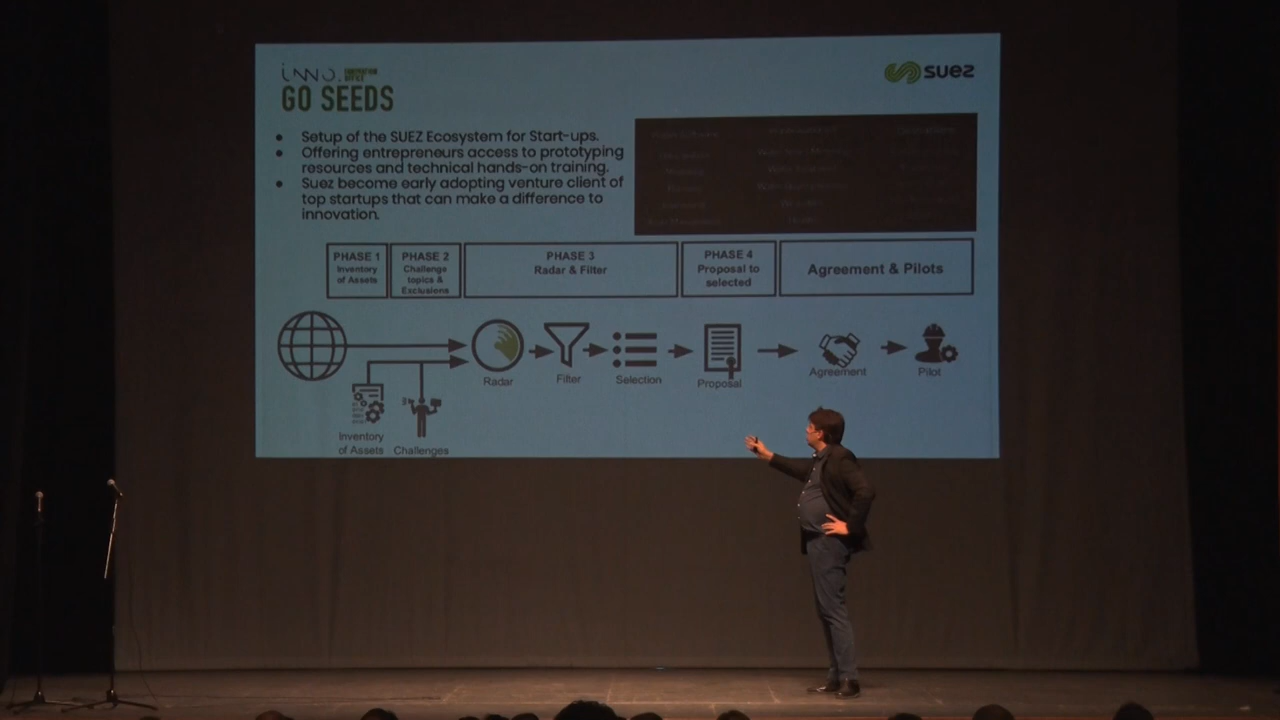 INNO. INNOVATION
OFFICE
GO SEEDS
suez
• Setup of the SUEZ Ecosystem for Start-ups.
• Offering entrepreneurs access to prototyping
resources and technical hands-on training.
• Suez become early adopting venture client of
top startups that can make a difference to
innovation.
PHASE 1
Inventory
of Assets
PHASE 2
Challenge
topics &
Exclusions
PHASE 3
Radar & Filter
PHASE 4
Proposal to
selected
Agreement & Pilots
Radar
Filter
Selection
Proposal
Agreement
Pilot
Inventory
of Assets
Challenges